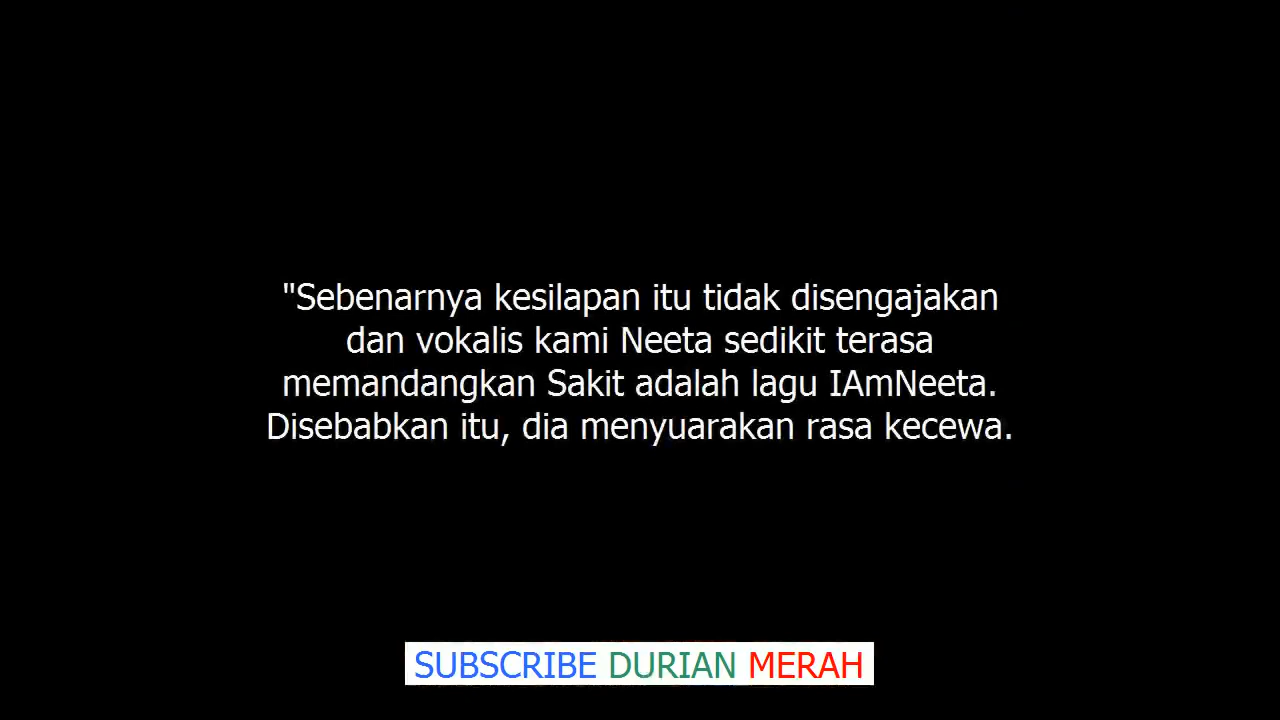 "Sebenarnya kesilapan itu tidak disengajakan
dan vokalis kami Neeta sedikit terasa
memandangkan Sakit adalah lagu IAmNeeta.
Disebabkan itu, dia menyuarakan rasa kecewa.
SUBSCRIBE DURIAN MERAH